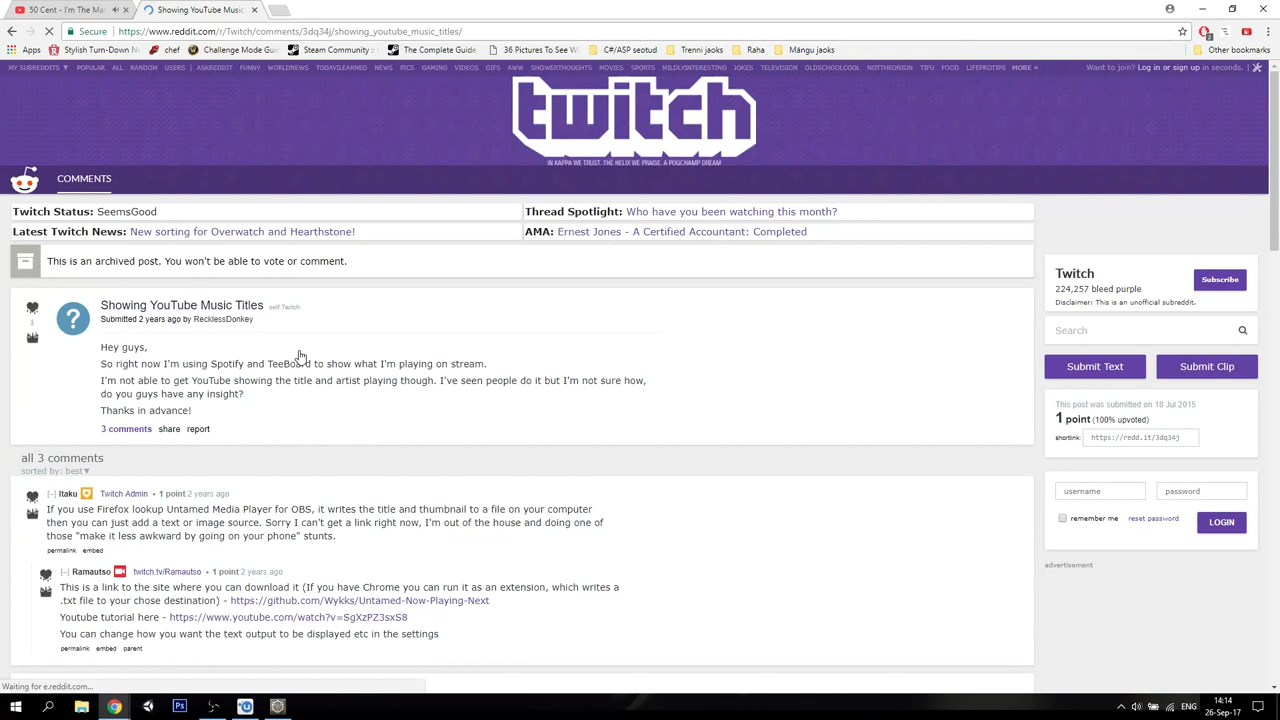 50 Cent - I'm The Ma
Showing YouTube Music
Secure
https://www.reddit.com/r/Twitch/comments/3dq34j/showing_youtube_music_titles/
Apps Stylish Turn-Down N chef Challenge Mode Guid Steam Community :: The Complete Guide 36 Pictures To See W C#/ASP seotud Trenni jaoks Raha Mängu jaoks Other bookmarks
MY SUBREDDITS ▼ POPULAR ALL RANDOM USERS | ASKREDDIT FUNNY WORLDNEWS TODAYILEARNED NEWS PICS GAMING VIDEOS GIFS AWW SHOWERTHOUGHTS MOVIES SPORTS MILDLYINTERESTING JOKES TELEVISION OLDSCHOOLCOOL NOTTHEONION TIFU FOOD LIFEPROTIPS MORE » Want to join? Log in or sign up in seconds.
twitch
IN KAPPA WE TRUST. THE HELIX WE PRAISE. A POGCHAMP DREAM
COMMENTS
Twitch Status: SeemsGood
Thread Spotlight: Who have you been watching this month?
Latest Twitch News: New sorting for Overwatch and Hearthstone!
AMA: Ernest Jones - A Certified Accountant: Completed
This is an archived post. You won't be able to vote or comment.
1
?
Showing YouTube Music Titles self.Twitch
Submitted 2 years ago by RecklessDonkey
Hey guys,
So right now I'm using Spotify and TeeBoard to show what I'm playing on stream.
I'm not able to get YouTube showing the title and artist playing though. I've seen people do it but I'm not sure how,
do you guys have any insight?
Thanks in advance!
3 comments share report
all 3 comments
sorted by: best▼
[–] Itaku Twitch Admin • 1 point 2 years ago
If you use Firefox lookup Untamed Media Player for OBS, it writes the title and thumbnail to a file on your computer
then you can just add a text or image source. Sorry I can't get a link right now, I'm out of the house and doing one of
those "make it less awkward by going on your phone" stunts.
permalink embed
[–] Ramautso twitch.tv/Ramautso • 1 point 2 years ago
This is a link to the site where you can download it (If you have Chrome you can run it as an extension, which writes a
.txt file to your chose destination) - https://github.com/Wykks/Untamed-Now-Playing-Next
Youtube tutorial here - https://www.youtube.com/watch?v=SgXzPZ3sxS8
You can change how you want the text output to be displayed etc in the settings
permalink embed parent
Twitch
Subscribe
224,257 bleed purple
Disclaimer: This is an unofficial subreddit.
Search
Submit Text Submit Clip
This post was submitted on 18 Jul 2015
1 point (100% upvoted)
shortlink: https://redd.it/3dq34j
username password
remember me reset password LOGIN
advertisement
Waiting for e.reddit.com...
ENG
14:14
26-Sep-17